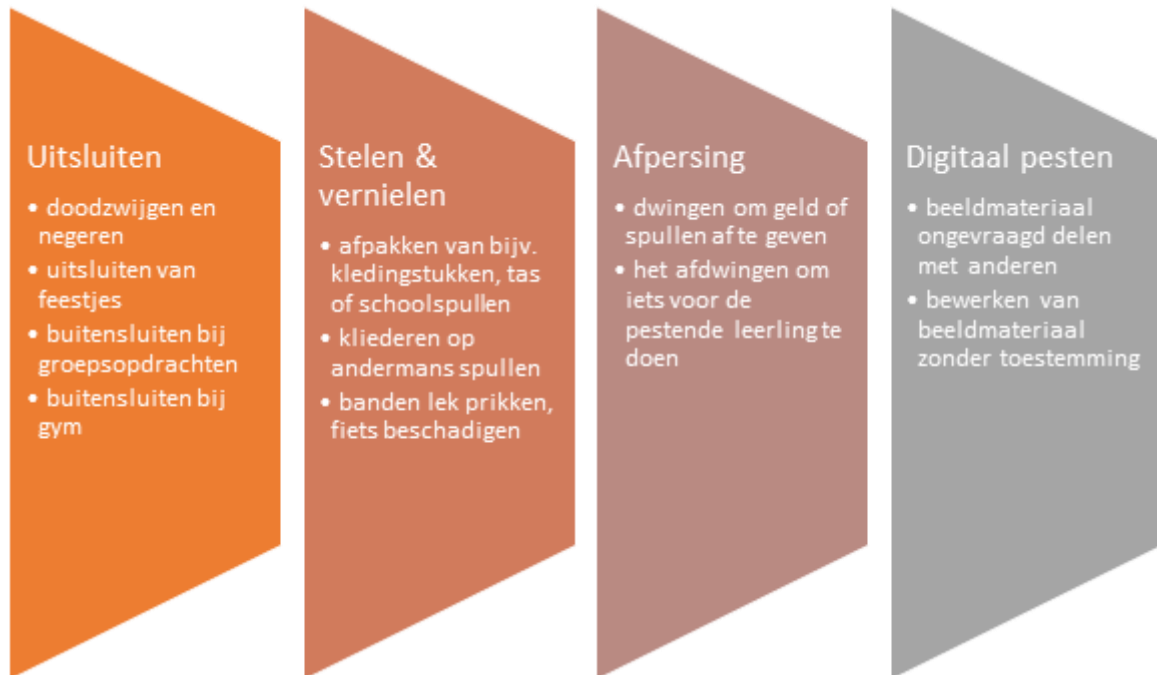 Uitsluiten
• doodzwijgen en
negeren
• uitsluiten van
feestjes
• buitensluiten bij
groepsopdrachten
• buitensluiten bij
gym
Stelen &
vernielen
• afpakken van bijv.
kledingstukken, tas
of schoolspullen
• kliederen op
andermans spullen
• banden lek prikken,
fiets beschadigen
Afpersing
• dwingen om geld of
spullen af te geven
• het afdwingen om
iets voor de
pestende leerling te
doen
Digitaal pesten
• beeldmateriaal
ongevraagd delen
met anderen
• bewerken van
beeldmateriaal
zonder toestemming